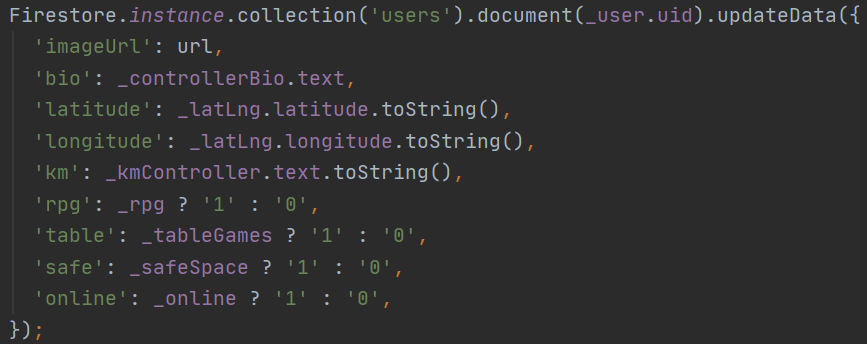 Firestore.instance.collection('users').document(_user.uid).updateData({
  'imageUrl': url,
  'bio': _controllerBio.text,
  'latitude': _latLng.latitude.toString(),
  'longitude': _latLng.longitude.toString(),
  'km': _kmController.text.toString(),
  'rpg': _rpg ? '1' : '0',
  'table': _tableGames ? '1' : '0',
  'safe': _safeSpace ? '1' : '0',
  'online': _online ? '1' : '0',
});